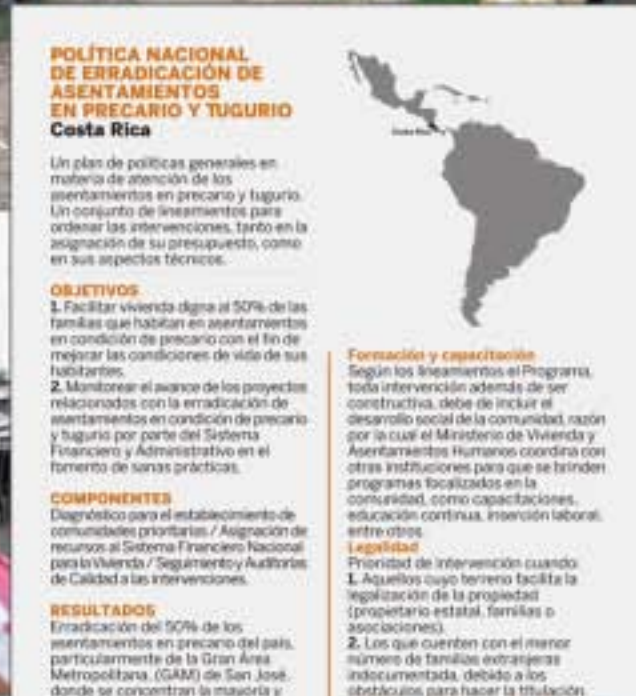 POLÍTICA NACIONAL
DE ERRADICACIÓN DE
ASENTAMIENTOS
EN PRECARIO Y TUGURIO
Costa Rica
Un plan de políticas generales en
materia de atención de los
asentamientos en precario y tugurio.
Un conjunto de lineamientos para
ordenar las intervenciones, tanto en la
asignación de su presupuesto, como
en sus aspectos técnicos.
OBJETIVOS
1. Facilitar vivienda digna al 50% de las
familias que habitan en asentamientos
en condición de precario con el fin de
mejorar las condiciones de vida de sus
habitantes.
2. Monitorear el avance de los proyectos
relacionados con la erradicación de
asentamientos en condición de precario
y tugurio por parte del Sistema
Financiero y Administrativo en el
fomento de sanas prácticas.
COMPONENTES
Diagnóstico para el establecimiento de
comunidades prioritarias / Asignación de
recursos al Sistema Financiero Nacional
para la Vivienda / Seguimiento y Auditorías
de Calidad a las intervenciones.
RESULTADOS
Erradicación del 50% de los
asentamientos en precario del país,
particularmente de la Gran Área
Metropolitana, (GAM) de San José,
donde se concentran la mayoría y
Costa Rica
Formación y capacitación
Según los lineamientos el Programa,
toda intervención además de ser
constructiva, debe de incluir el
desarrollo social de la comunidad, razón
por la cual el Ministerio de Vivienda y
Asentamientos Humanos coordina con
otras instituciones para que se brinden
programas focalizados en la
comunidad, como capacitaciones,
educación continua, inserción laboral,
entre otros.
Legalidad
Prioridad de intervención cuando:
1. Aquellos cuyo terreno facilita la
legalización de la propiedad
(propietario estatal, familias o
asociaciones).
2. Los que cuenten con el menor
número de familias extranjeras
indocumentada, debido a los
obstáculos para hacer la titulación